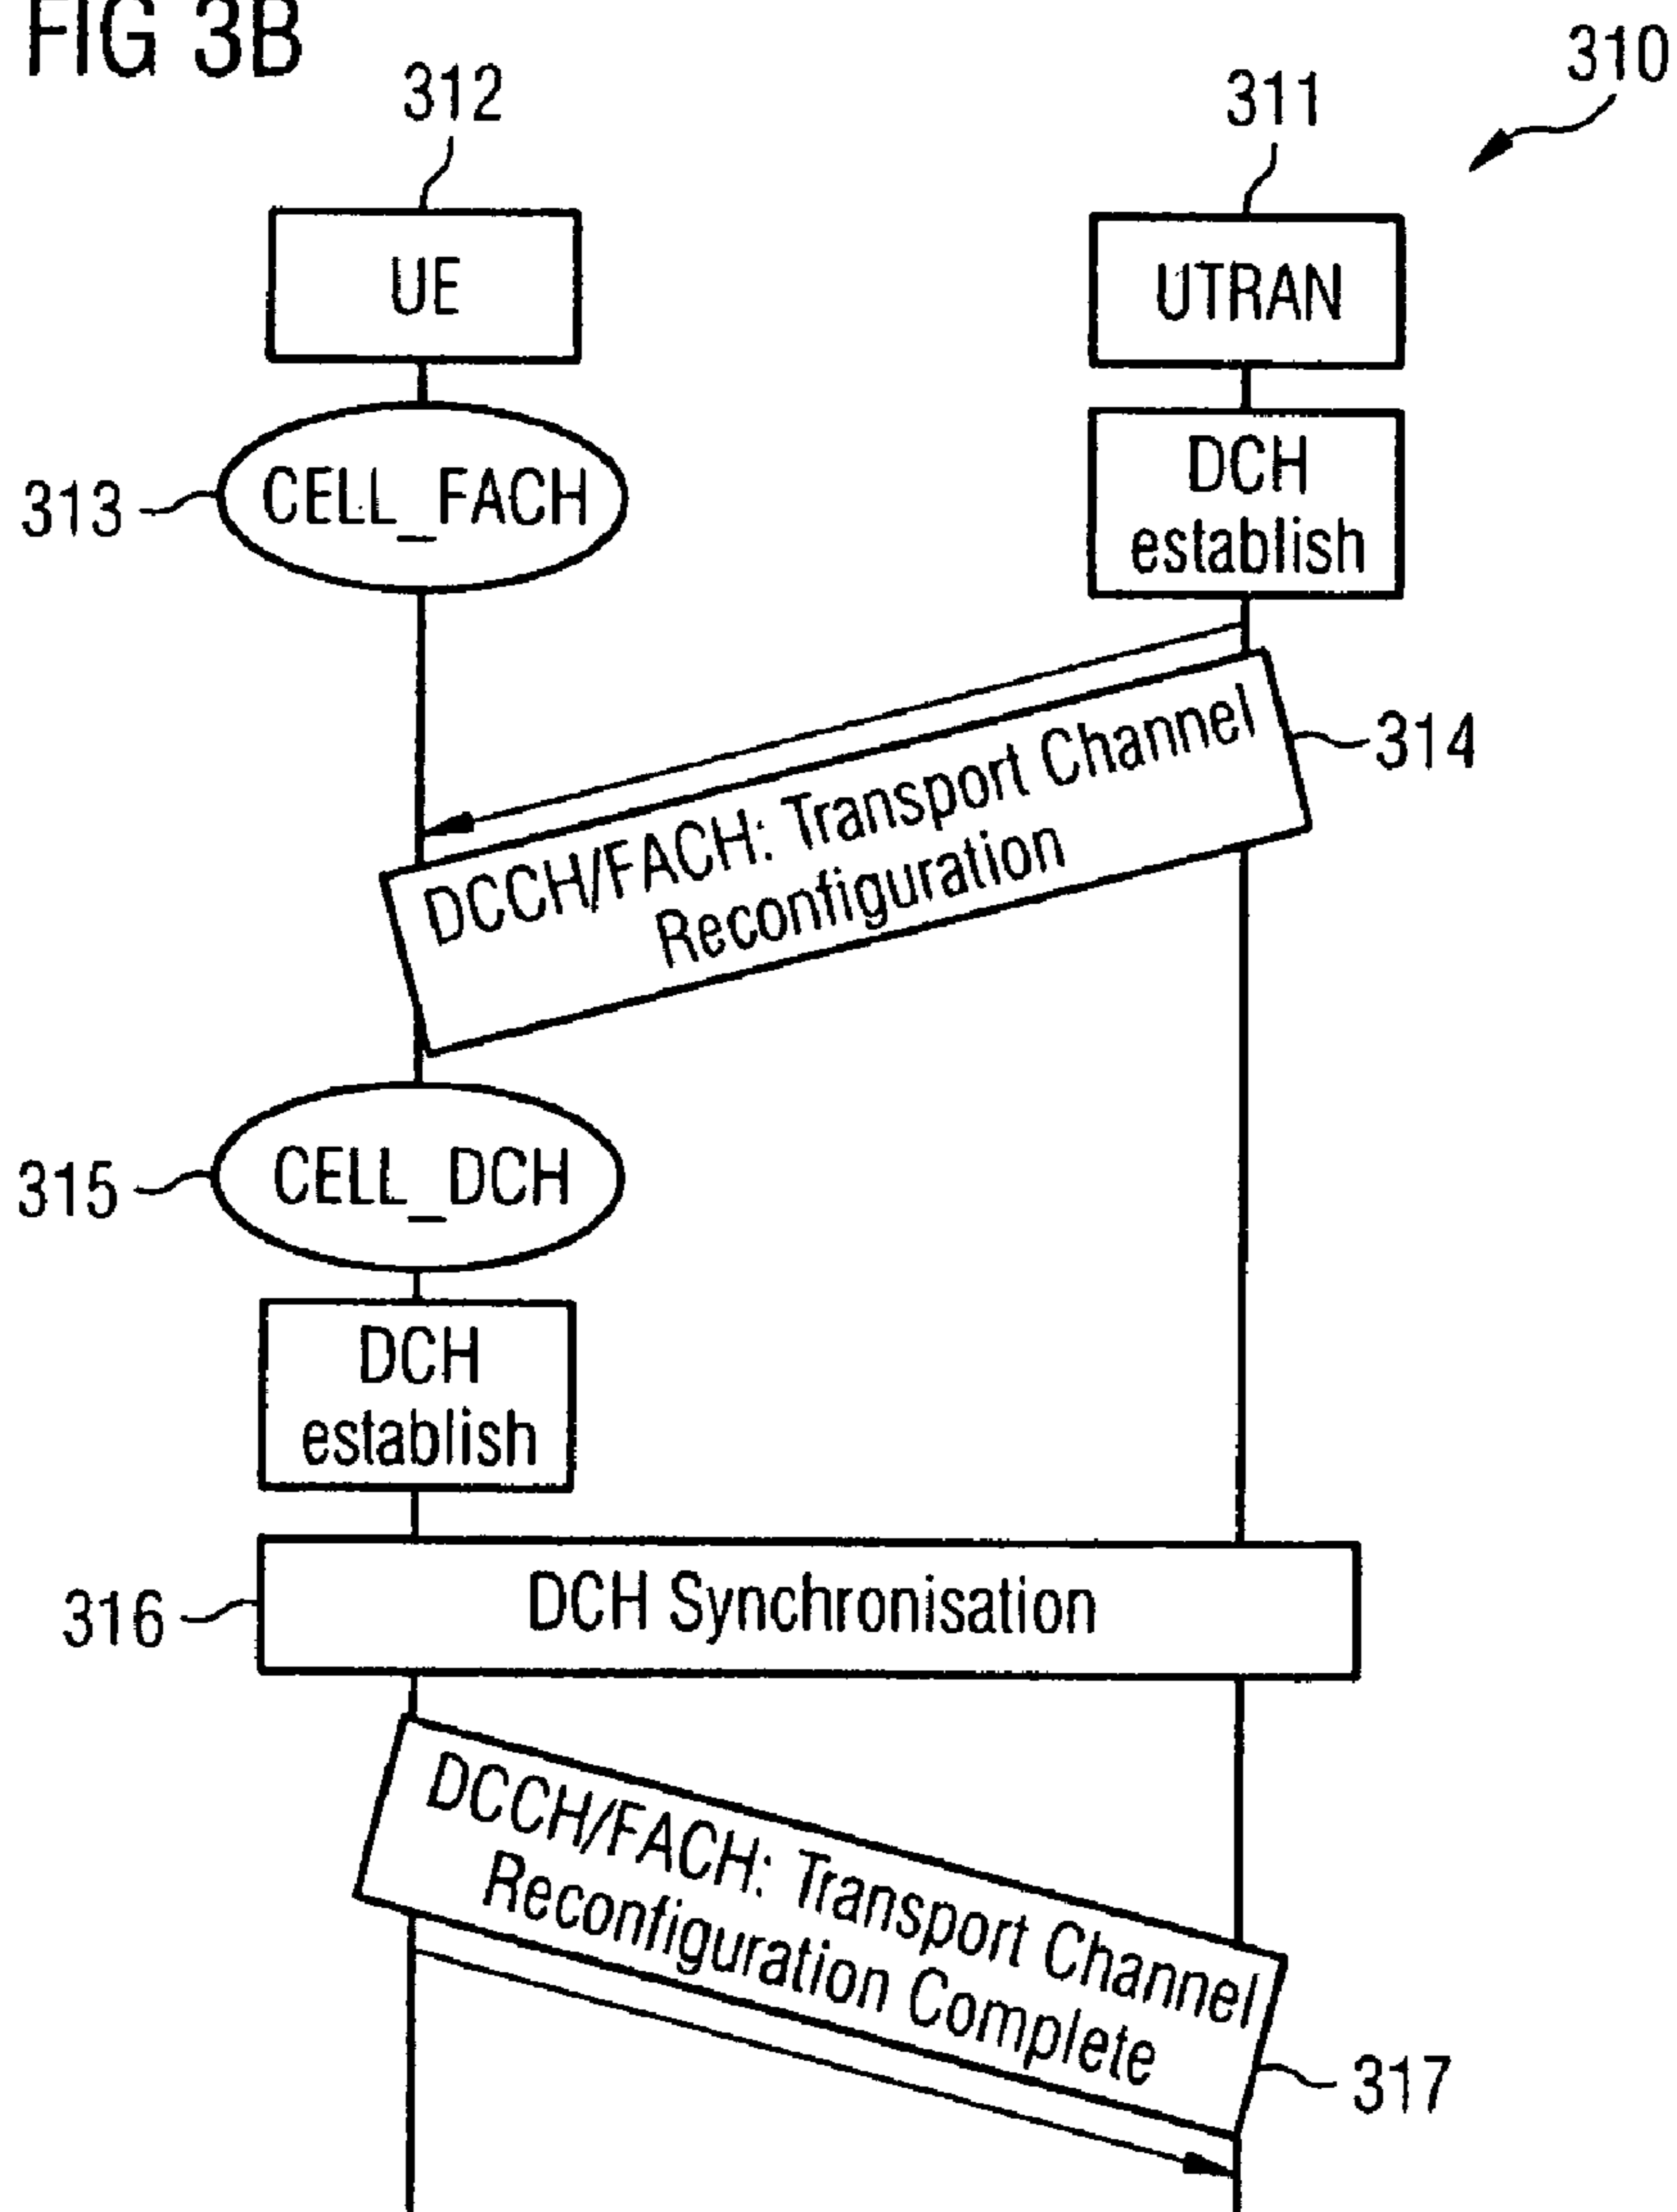 FIG 3B
310
312
311
UE
UTRAN
313
CELL_FACH
DCH
establish
314
DCCH/FACH: Transport Channel
Reconfiguration
315
CELL_DCH
DCH
establish
316
DCH Synchronisation
DCCH/FACH: Transport Channel
Reconfiguration Complete
317